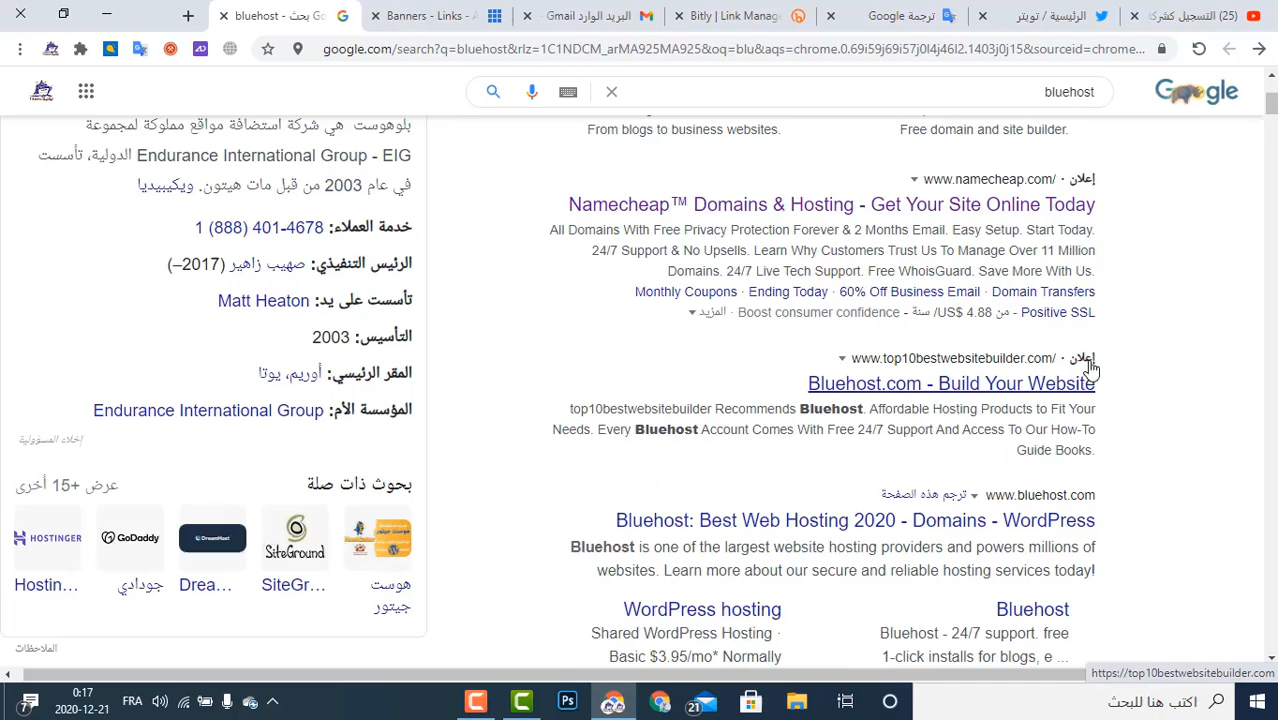 bluehost - بحث Go
Banners - Links - A
البريد الوارد Gmail
Bitly | Link Mana
ترجمة Google
الرئيسية / تويتر
(25) التسجيل كشركا
google.com/search?q=bluehost&rlz=1C1NDCM_arMA925MA925&oq=blu&aqs=chrome.0.69i59j69i57j0l4j46l2.1403j0j15&sourceid=chrome...
bluehost
Google
From blogs to business websites.
Free domain and site builder.
إعلان · www.namecheap.com/
Namecheap™ Domains & Hosting - Get Your Site Online Today
All Domains With Free Privacy Protection Forever & 2 Months Email. Easy Setup. Start Today.
24/7 Support & No Upsells. Learn Why Customers Trust Us To Manage Over 11 Million
Domains. 24/7 Live Tech Support. Free WhoisGuard. Save More With Us.
Monthly Coupons · Ending Today · 60% Off Business Email · Domain Transfers
Positive SSL - من US$ 4.88/ سنة - Boost consumer confidence · المزيد
إعلان · www.top10bestwebsitebuilder.com/
Bluehost.com - Build Your Website
top10bestwebsitebuilder Recommends Bluehost. Affordable Hosting Products to Fit Your
Needs. Every Bluehost Account Comes With Free 24/7 Support And Access To Our How-To
Guide Books.
www.bluehost.com ترجم هذه الصفحة
Bluehost: Best Web Hosting 2020 - Domains - WordPress
Bluehost is one of the largest website hosting providers and powers millions of
websites. Learn more about our secure and reliable hosting services today!
Bluehost
Bluehost - 24/7 support. free
1-click installs for blogs, e ...
WordPress hosting
Shared WordPress Hosting ·
Basic $3.95/mo* Normally
بلوهوست هي شركة استضافة مواقع مملوكة لمجموعة
Endurance International Group - EIG الدولية، تأسست
في عام 2003 من قبل مات هيتون. ويكيبيديا
خدمة العملاء: 1 (888) 401-4678
الرئيس التنفيذي: صهيب زاهير (2017–)
تأسست على يد: Matt Heaton
التأسيس: 2003
المقر الرئيسي: أوريم، يوتا
المؤسسة الأم: Endurance International Group
إخلاء المسؤولية
بحوث ذات صلة
عرض +15 أخرى
HOSTINGER
GoDaddy
DreamHost
SiteGround
هوست
جيتور
SiteGr...
Drea...
جودادي
Hostin...
الملاحظات
https://top10bestwebsitebuilder.com
7
0:17
2020-12-21
FRA
Ps
21
اكتب هنا للبحث